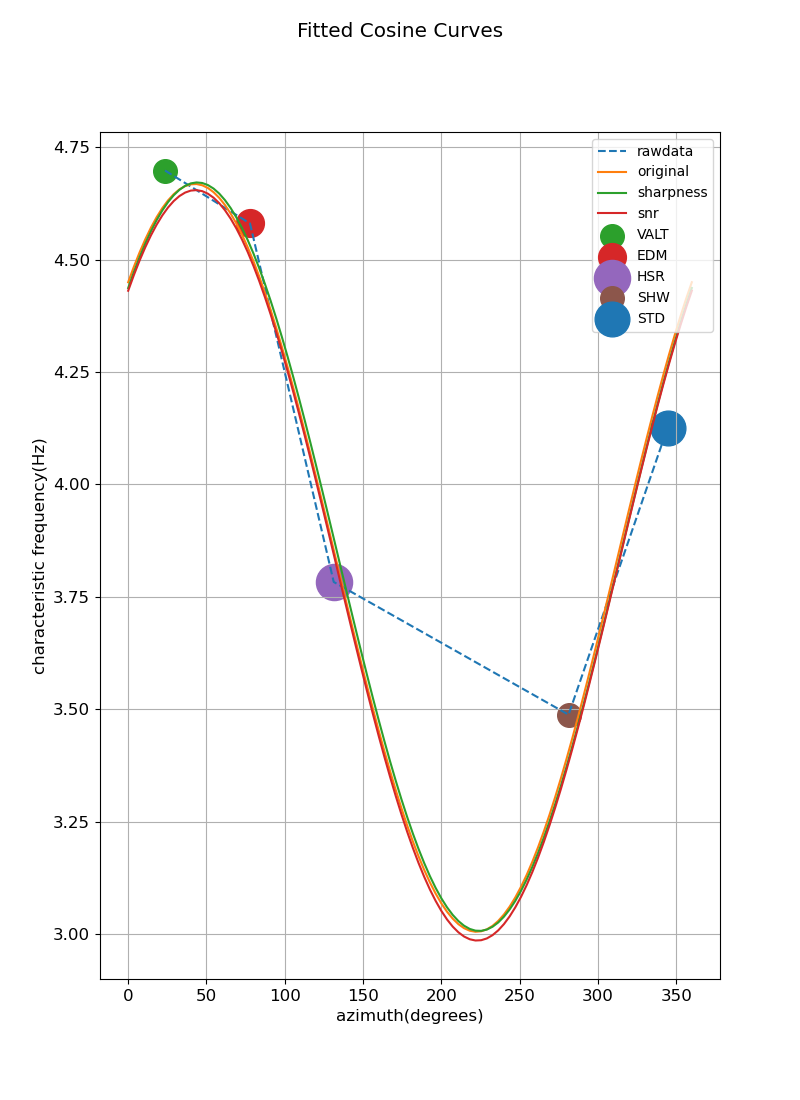 Fitted Cosine Curves
4.75
4.50
4.25
4.00
3.75
3.50
3.25
3.00
characteristic frequency(Hz)
rawdata
original
sharpness
snr
VALT
EDM
HSR
SHW
STD
0 50 100 150 200 250 300 350
azimuth(degrees)